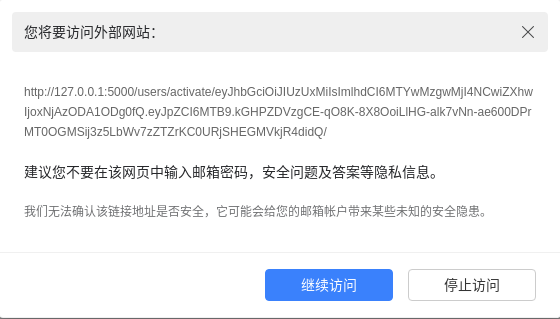 您将要访问外部网站：
http://127.0.0.1:5000/users/activate/eyJhbGciOiJIUzUxMiIsImlhdCI6MTYwMzgwMjI4NCwiZXhw
IjoxNjAzODA1ODg0fQ.eyJpZCI6MTB9.kGHPZDVzgCE-qO8K-8X8OoiLlHG-alk7vNn-ae600DPr
MT0OGMSij3z5LbWv7zZTZrKC0URjSHEGMVkjR4didQ/
建议您不要在该网页中输入邮箱密码，安全问题及答案等隐私信息。
我们无法确认该链接地址是否安全，它可能会给您的邮箱帐户带来某些未知的安全隐患。
继续访问
停止访问